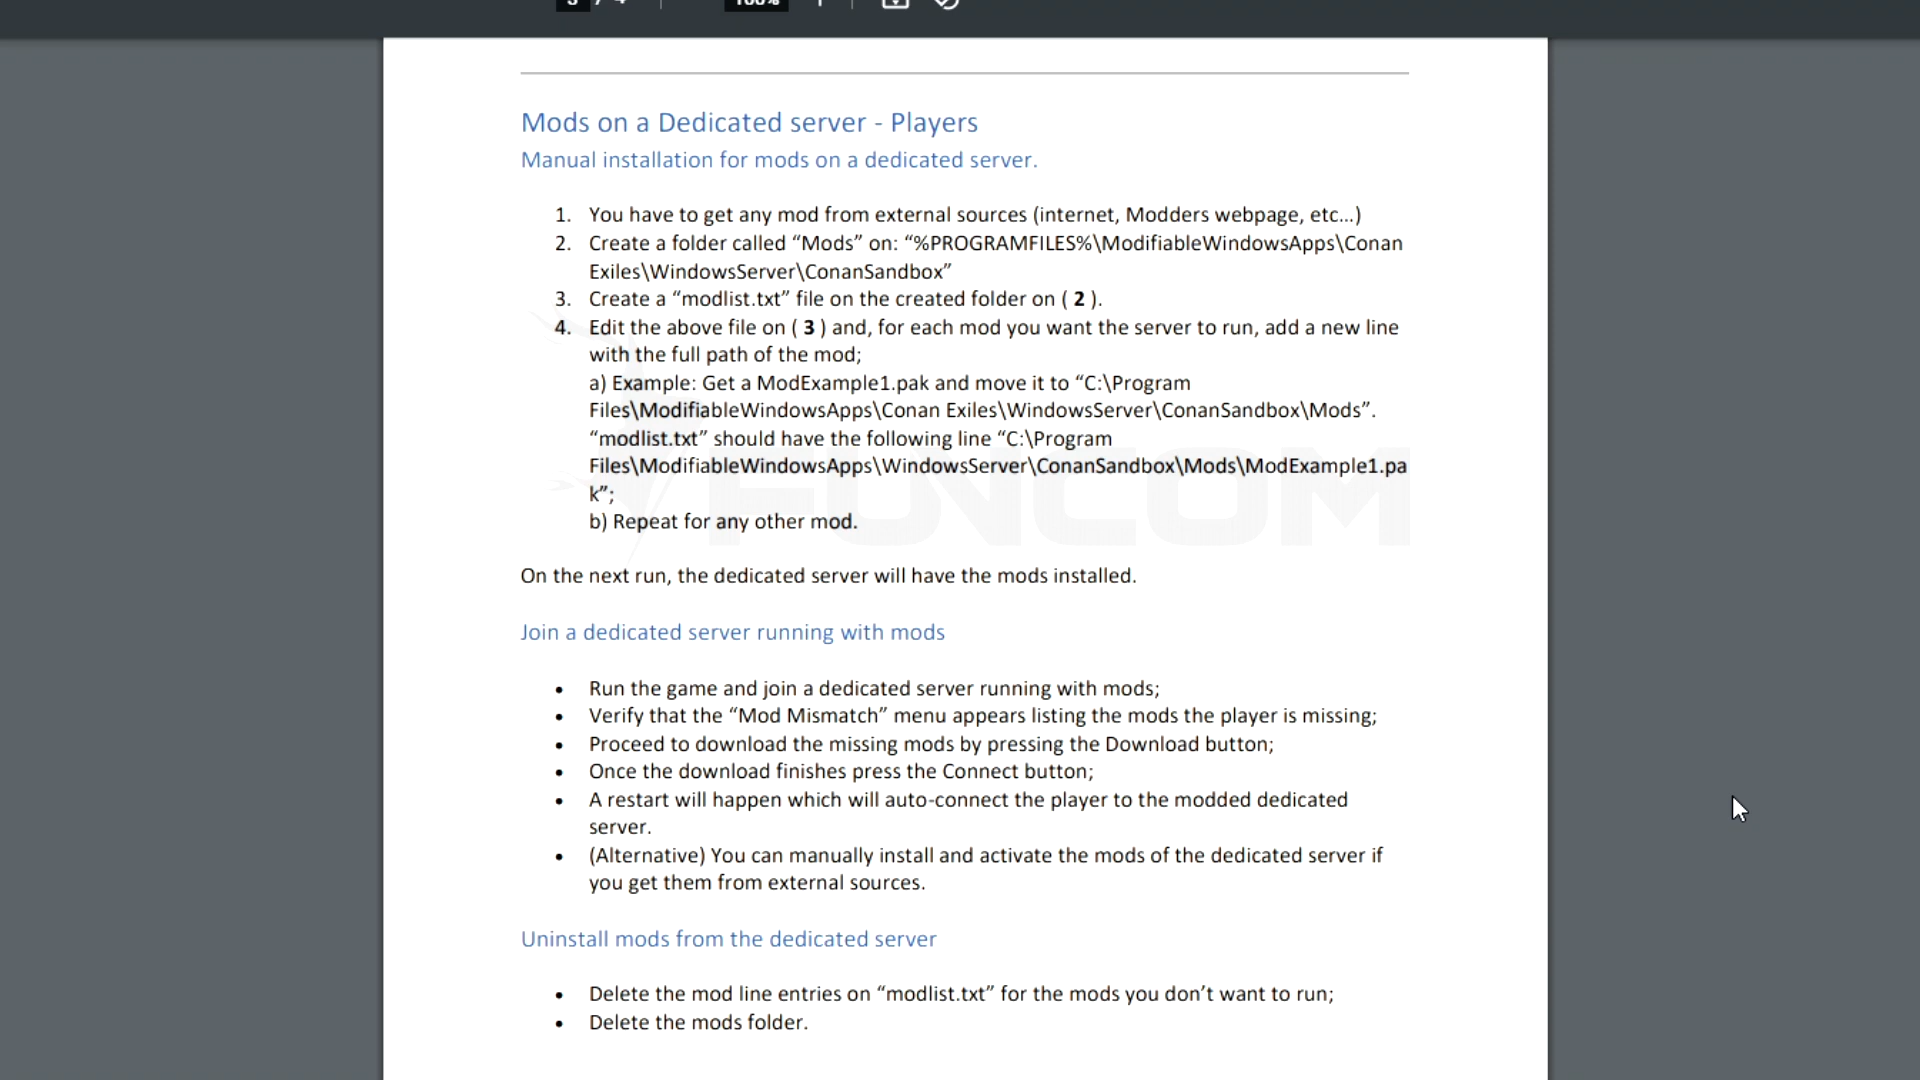 Mods on a Dedicated server - Players
Manual installation for mods on a dedicated server.
1. You have to get any mod from external sources (internet, Modders webpage, etc...)
2. Create a folder called “Mods” on: “%PROGRAMFILES%\ModifiableWindowsApps\Conan
Exiles\WindowsServer\ConanSandbox”
3. Create a “modlist.txt” file on the created folder on ( 2 ).
4. Edit the above file on ( 3 ) and, for each mod you want the server to run, add a new line
with the full path of the mod;
a) Example: Get a ModExample1.pak and move it to “C:\Program
Files\ModifiableWindowsApps\Conan Exiles\WindowsServer\ConanSandbox\Mods”.
“modlist.txt” should have the following line “C:\Program
Files\ModifiableWindowsApps\WindowsServer\ConanSandbox\Mods\ModExample1.pa
k”;
b) Repeat for any other mod.
FUNCOM
On the next run, the dedicated server will have the mods installed.
Join a dedicated server running with mods
• Run the game and join a dedicated server running with mods;
• Verify that the “Mod Mismatch” menu appears listing the mods the player is missing;
• Proceed to download the missing mods by pressing the Download button;
• Once the download finishes press the Connect button;
• A restart will happen which will auto-connect the player to the modded dedicated
server.
• (Alternative) You can manually install and activate the mods of the dedicated server if
you get them from external sources.
Uninstall mods from the dedicated server
• Delete the mod line entries on “modlist.txt” for the mods you don’t want to run;
• Delete the mods folder.